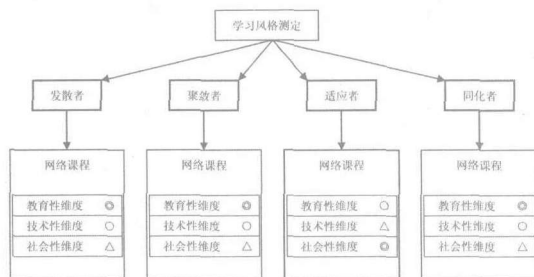 学习风格测定
发散者 聚敛者 适应者 同化者
网络课程 网络课程 网络课程 网络课程
教育性维度 ◎ 教育性维度 ◎ 教育性维度 ○ 教育性维度 ◎
技术性维度 ○ 技术性维度 ○ 技术性维度 △ 技术性维度 ○
社会性维度 △ 社会性维度 △ 社会性维度 ◎ 社会性维度 △